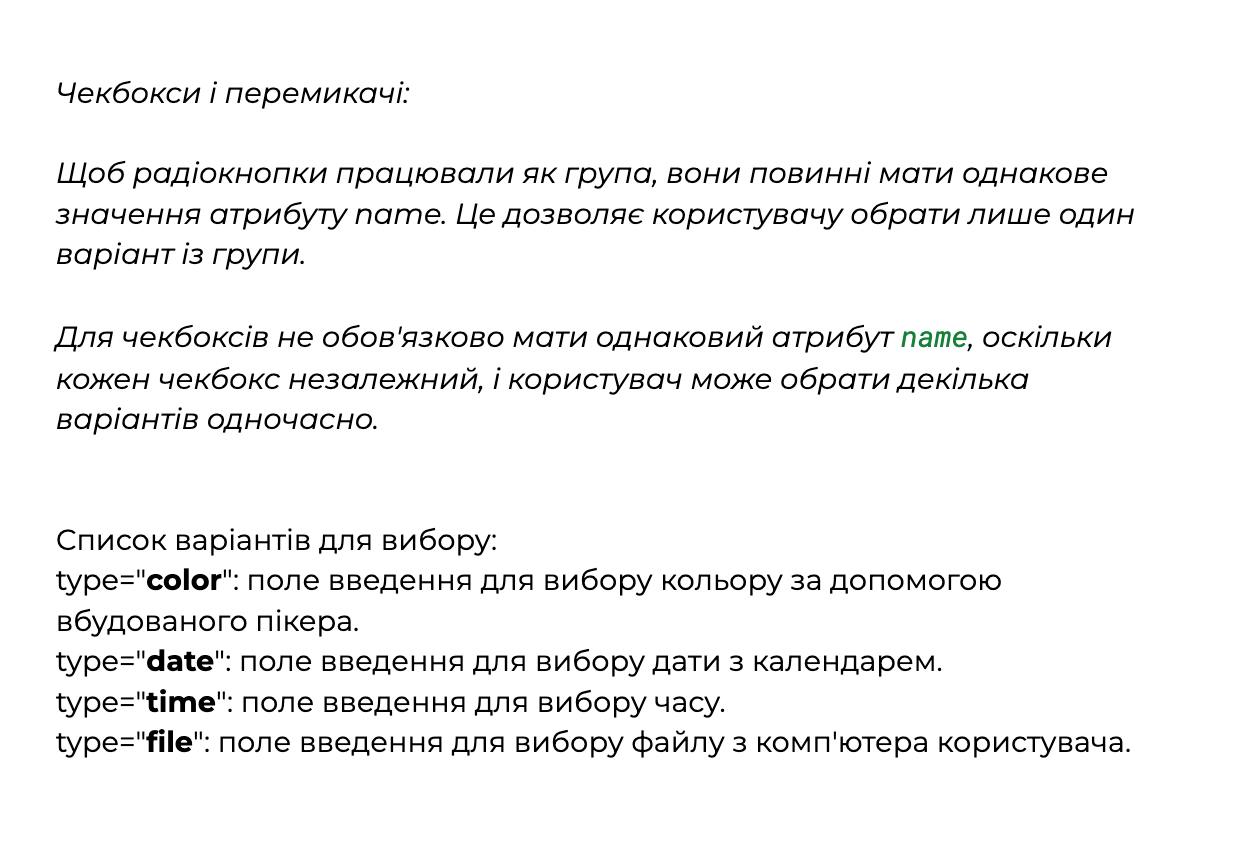 Чекбокси і перемикачі:
Щоб радіокнопки працювали як група, вони повинні мати однакове
значення атрибуту name. Це дозволяє користувачу обрати лише один
варіант із групи.
Для чекбоксів не обов'язково мати однаковий атрибут name, оскільки
кожен чекбокс незалежний, і користувач може обрати декілька
варіантів одночасно.
Список варіантів для вибору:
type="color": поле введення для вибору кольору за допомогою
вбудованого пікера.
type="date": поле введення для вибору дати з календарем.
type="time": поле введення для вибору часу.
type="file": поле введення для вибору файлу з комп'ютера користувача.